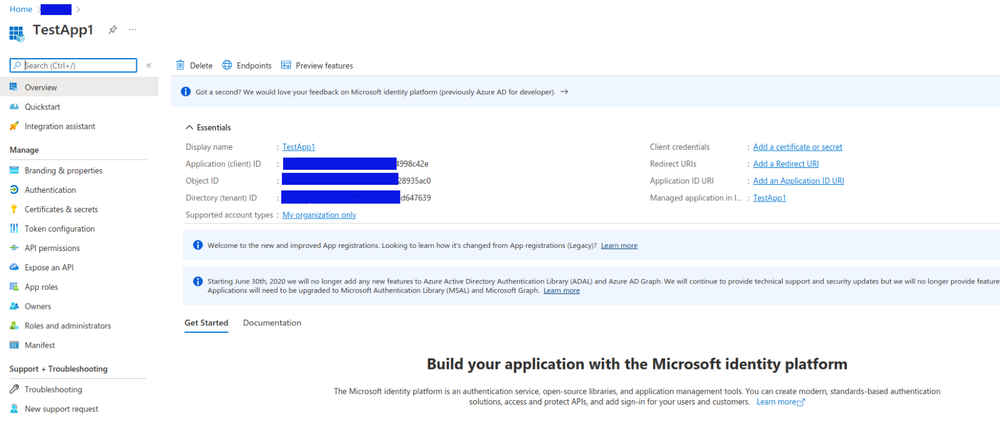 Home
TestApp1
Search (Ctrl+/)
«
Delete
Endpoints
Preview features
Overview
Quickstart
Integration assistant
Manage
Branding & properties
Authentication
Certificates & secrets
Token configuration
API permissions
Expose an API
App roles
Owners
Roles and administrators
Manifest
Support + Troubleshooting
Troubleshooting
New support request
Got a second? We would love your feedback on Microsoft identity platform (previously Azure AD for developer). →
Essentials
Display name : TestApp1
Application (client) ID : 4998c42e
Object ID : 28935ac0
Directory (tenant) ID : d647639
Supported account types : My organization only
Client credentials : Add a certificate or secret
Redirect URIs : Add a Redirect URI
Application ID URI : Add an Application ID URI
Managed application in l... : TestApp1
Welcome to the new and improved App registrations. Looking to learn how it's changed from App registrations (Legacy)? Learn more
Starting June 30th, 2020 we will no longer add any new features to Azure Active Directory Authentication Library (ADAL) and Azure AD Graph. We will continue to provide technical support and security updates but we will no longer provide feature
Applications will need to be upgraded to Microsoft Authentication Library (MSAL) and Microsoft Graph. Learn more
Get Started
Documentation
Build your application with the Microsoft identity platform
The Microsoft identity platform is an authentication service, open-source libraries, and application management tools. You can create modern, standards-based authentication
solutions, access and protect APIs, and add sign-in for your users and customers. Learn more